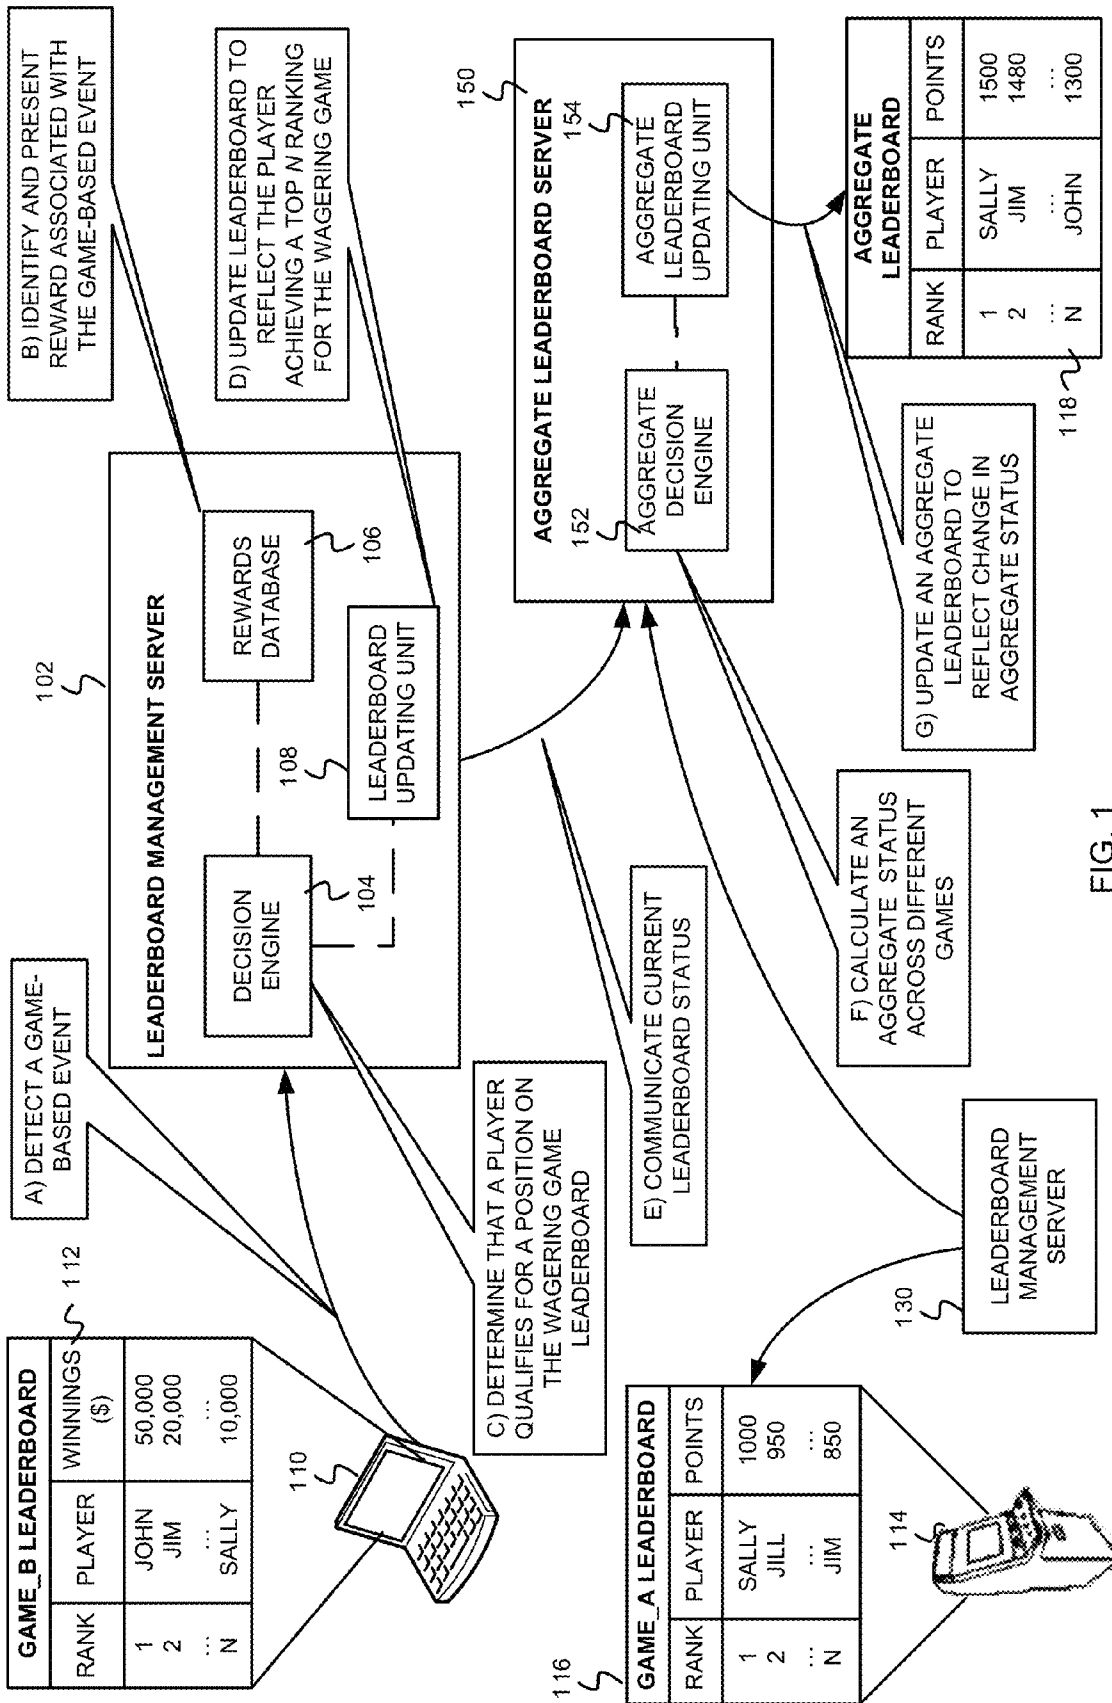 GAME_B LEADERBOARD
RANK PLAYER WINNINGS ($)
1 JOHN 50,000
2 JIM 20,000
... ... ...
N SALLY 10,000
112
110
A) DETECT A GAME-
BASED EVENT
102
LEADERBOARD MANAGEMENT SERVER
DECISION
ENGINE
104
REWARDS
DATABASE
106
108
LEADERBOARD
UPDATING UNIT
B) IDENTIFY AND PRESENT
REWARD ASSOCIATED WITH
THE GAME-BASED EVENT
D) UPDATE LEADERBOARD TO
REFLECT THE PLAYER
ACHIEVING A TOP N RANKING
FOR THE WAGERING GAME
C) DETERMINE THAT A PLAYER
QUALIFIES FOR A POSITION ON
THE WAGERING GAME
LEADERBOARD
E) COMMUNICATE CURRENT
LEADERBOARD STATUS
AGGREGATE LEADERBOARD SERVER
150
152
AGGREGATE
DECISION
ENGINE
154
AGGREGATE
LEADERBOARD
UPDATING UNIT
116
GAME_A LEADERBOARD
RANK PLAYER POINTS
1 SALLY 1000
2 JILL 950
... ... ...
N JIM 850
114
130
LEADERBOARD
MANAGEMENT
SERVER
F) CALCULATE AN
AGGREGATE STATUS
ACROSS DIFFERENT
GAMES
G) UPDATE AN AGGREGATE
LEADERBOARD TO
REFLECT CHANGE IN
AGGREGATE STATUS
118
AGGREGATE
LEADERBOARD
RANK PLAYER POINTS
1 SALLY 1500
2 JIM 1480
... ... ...
N JOHN 1300
FIG. 1